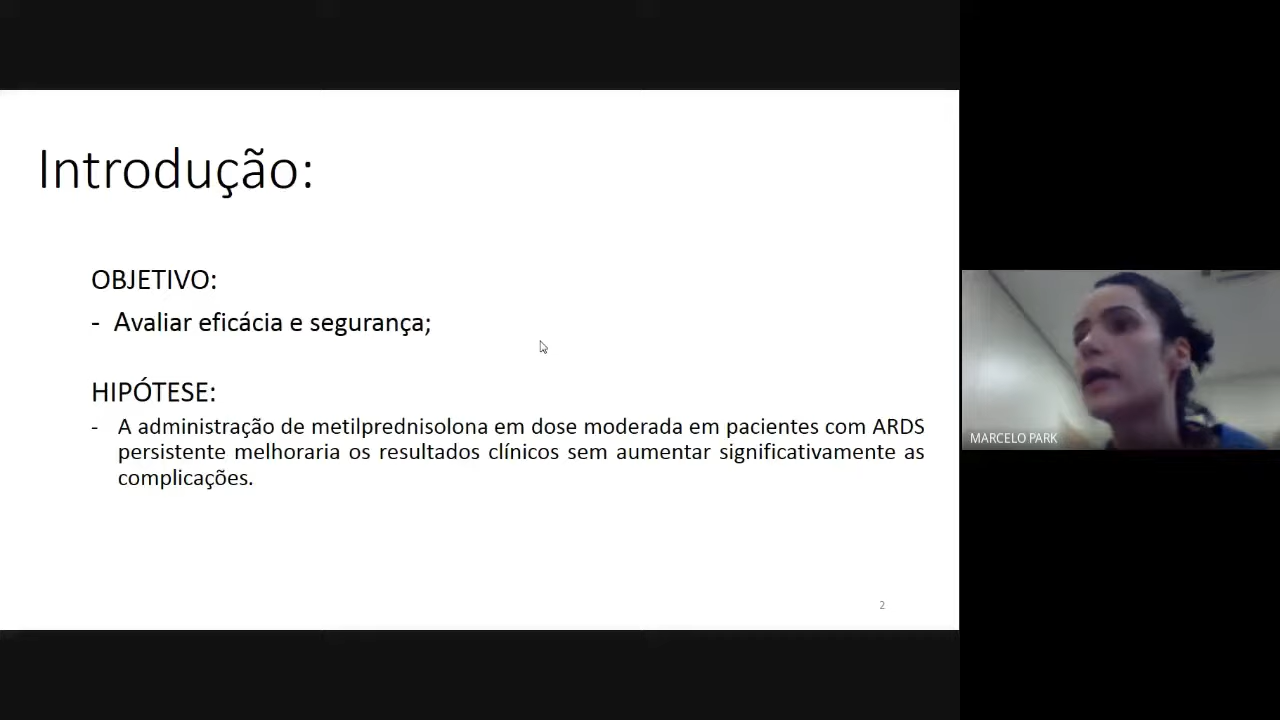 Introdução:
OBJETIVO:
- Avaliar eficácia e segurança;
HIPÓTESE:
- A administração de metilprednisolona em dose moderada em pacientes com ARDS
persistente melhoraria os resultados clínicos sem aumentar significativamente as
complicações.
2
MARCELO PARK